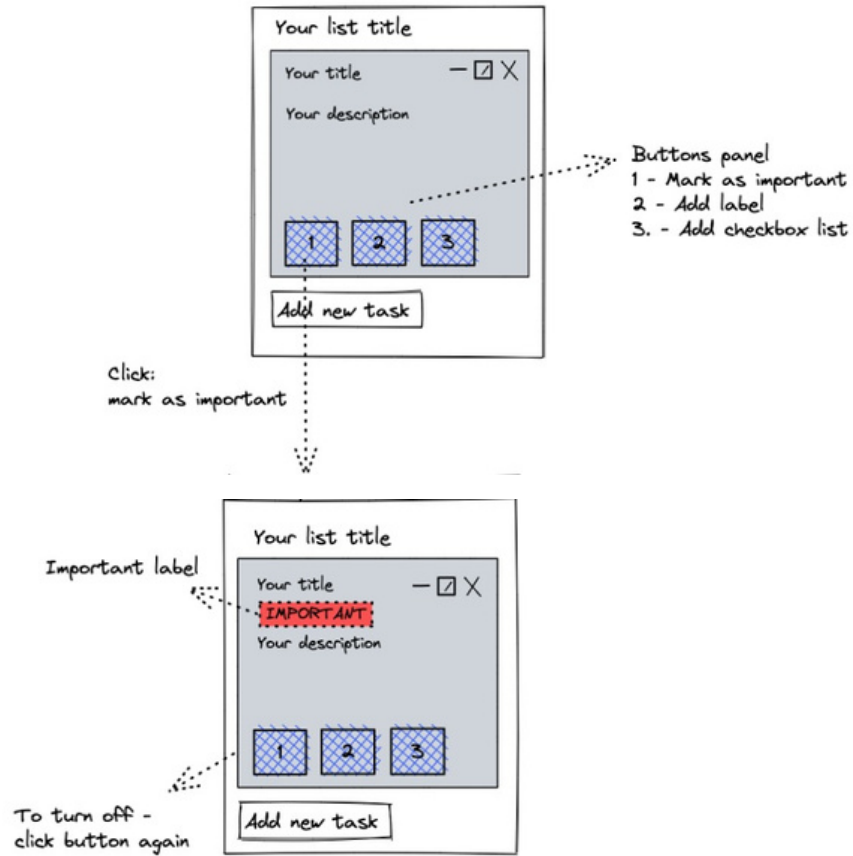 Your list title
Your title
Your description
Buttons panel
1 - Mark as important
2 - Add label
3. - Add checkbox list
1 2 3
Add new task
Click:
mark as important
Your list title
Important label
Your title
IMPORTANT
Your description
1 2 3
To turn off -
click button again
Add new task